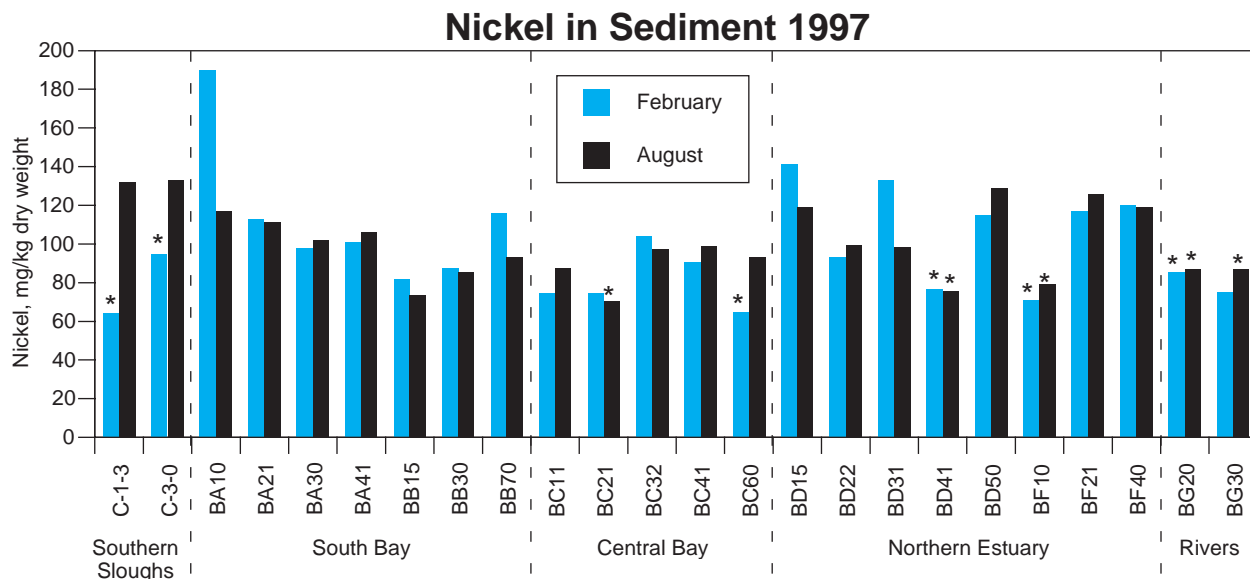 Nickel in Sediment 1997
Nickel, mg/kg dry weight
200
180
160
140
120
100
80
60
40
20
0
February
August
* * * * * * * * * * *
C-1-3
C-3-0
BA10
BA21
BA30
BA41
BB15
BB30
BB70
BC11
BC21
BC32
BC41
BC60
BD15
BD22
BD31
BD41
BD50
BF10
BF21
BF40
BG20
BG30
Southern
Sloughs
South Bay
Central Bay
Northern Estuary
Rivers